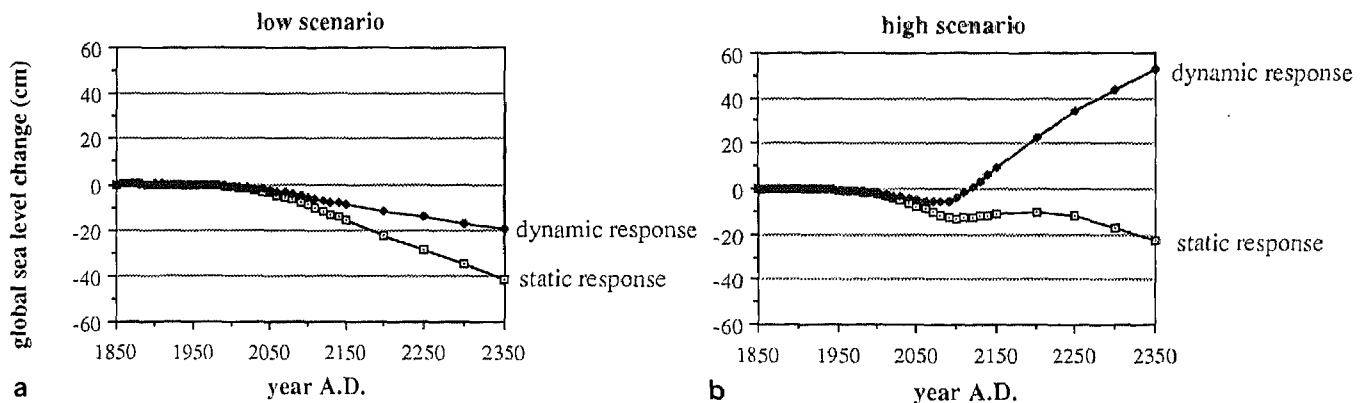 low scenario
global sea level change (cm)
60
40
20
0
-20
-40
-60
1850 1950 2050 2150 2250 2350
year A.D.
dynamic response
static response
a
high scenario
60
40
20
0
-20
-40
-60
1850 1950 2050 2150 2250 2350
year A.D.
dynamic response
static response
b